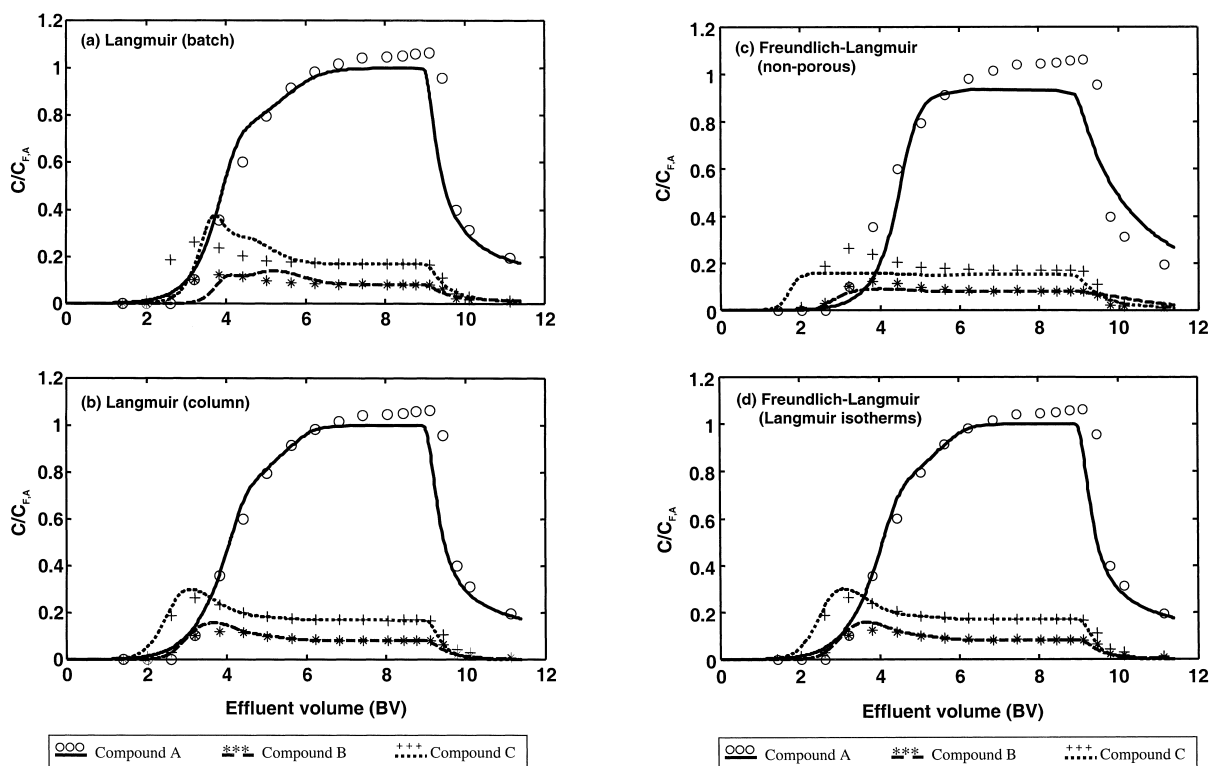 (a) Langmuir (batch)
C/C_F,A
1.2
1
0.8
0.6
0.4
0.2
0
0 2 4 6 8 10 12
(b) Langmuir (column)
C/C_F,A
1.2
1
0.8
0.6
0.4
0.2
0
0 2 4 6 8 10 12
Effluent volume (BV)
○○○ Compound A *** Compound B +++ Compound C
(c) Freundlich-Langmuir
(non-porous)
C/C_F,A
1.2
1
0.8
0.6
0.4
0.2
0
0 2 4 6 8 10 12
(d) Freundlich-Langmuir
(Langmuir isotherms)
C/C_F,A
1.2
1
0.8
0.6
0.4
0.2
0
0 2 4 6 8 10 12
Effluent volume (BV)
○○○ Compound A *** Compound B +++ Compound C